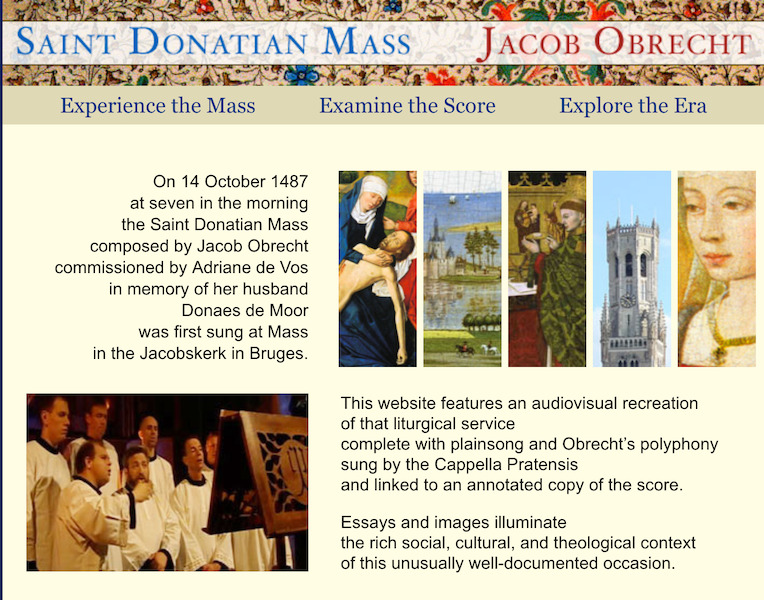 SAINT DONATIAN MASS JACOB OBRECHT
Experience the Mass Examine the Score Explore the Era
On 14 October 1487
at seven in the morning
the Saint Donatian Mass
composed by Jacob Obrecht
commissioned by Adriane de Vos
in memory of her husband
Donaes de Moor
was first sung at Mass
in the Jacobskerk in Bruges.
This website features an audiovisual recreation
of that liturgical service
complete with plainsong and Obrecht’s polyphony
sung by the Cappella Pratensis
and linked to an annotated copy of the score.
Essays and images illuminate
the rich social, cultural, and theological context
of this unusually well-documented occasion.